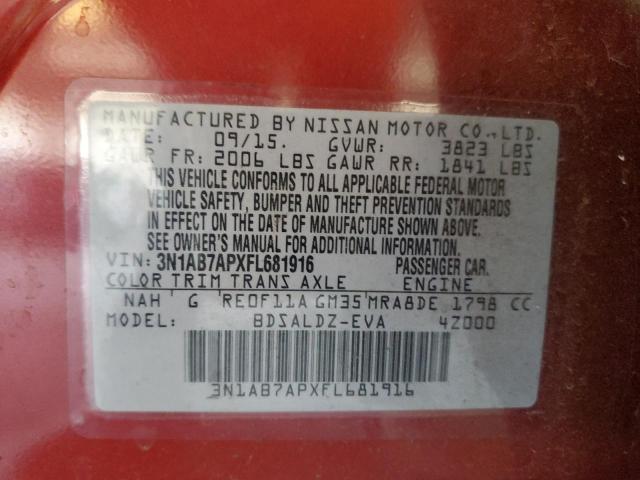 MANUFACTURED BY NISSAN MOTOR CO., LTD.
DATE: 09/15. GVWR: 3823 LBS
GAWR FR: 2006 LBS GAWR RR: 1841 LBS
THIS VEHICLE CONFORMS TO ALL APPLICABLE FEDERAL MOTOR
VEHICLE SAFETY, BUMPER AND THEFT PREVENTION STANDARDS
IN EFFECT ON THE DATE OF MANUFACTURE SHOWN ABOVE.
SEE OWNER'S MANUAL FOR ADDITIONAL INFORMATION.
VIN: 3N1AB7APXFL681916 PASSENGER CAR.
COLOR TRIM TRANS AXLE ENGINE
NAH G RE0F11A GM35 MRA8DE 1798 CC
MODEL: BDSALDZ-EVA 4Z000
3N1AB7APXFL681916